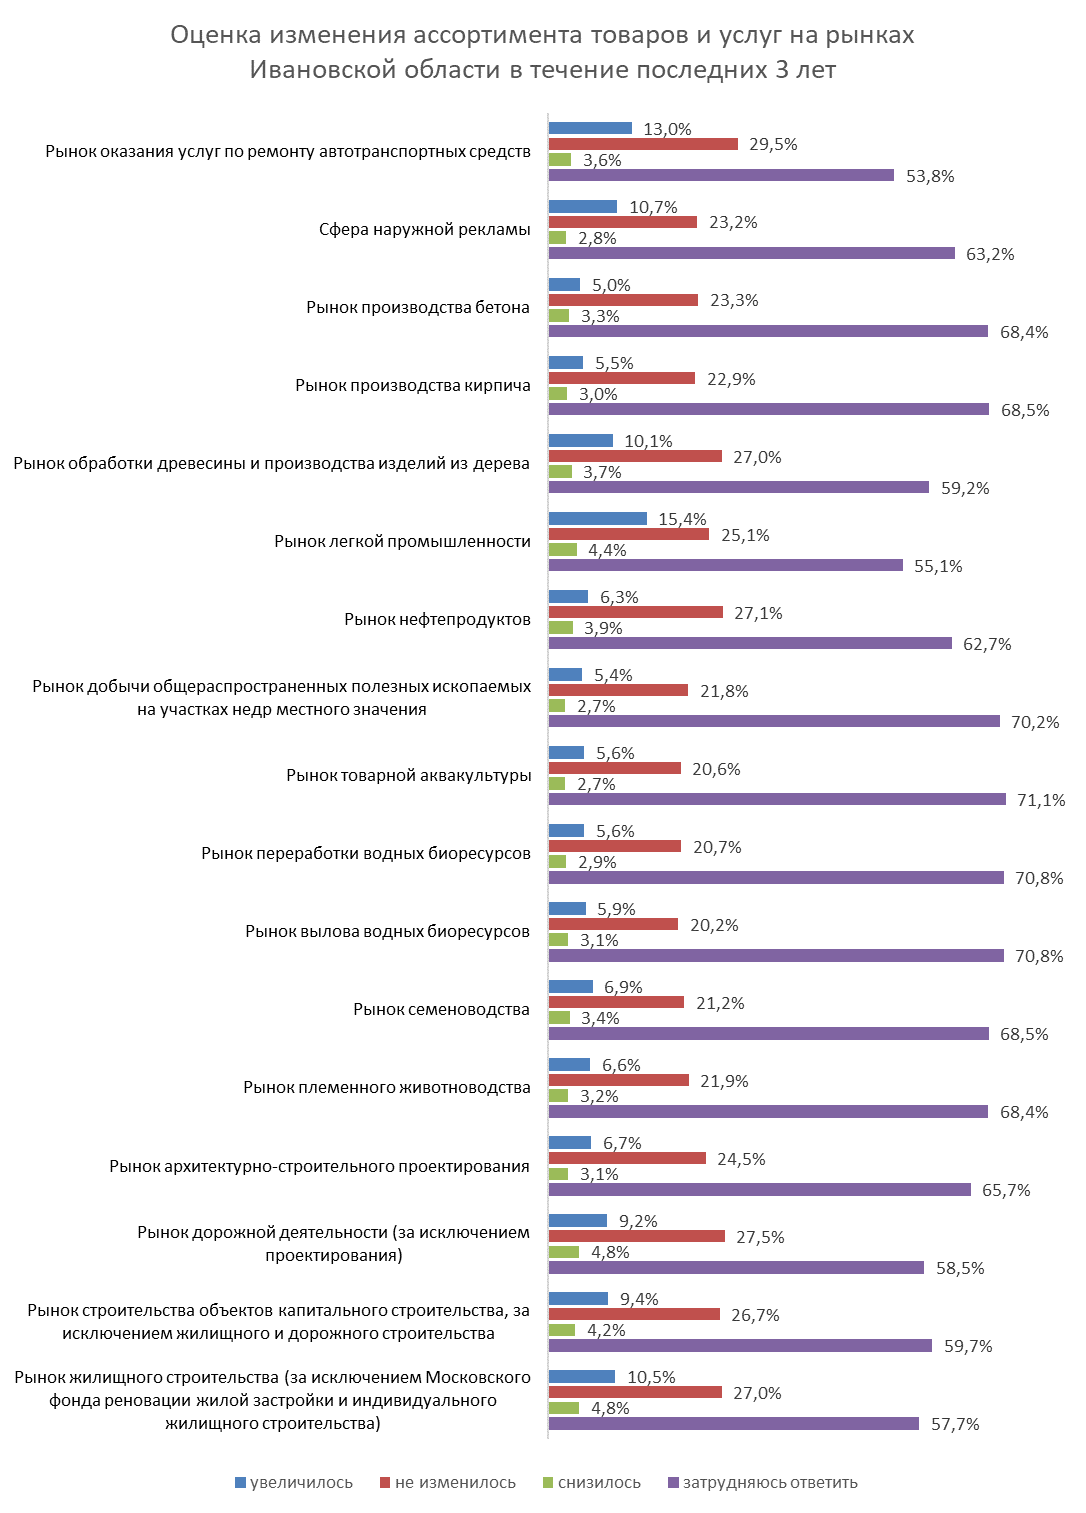 Оценка изменения ассортимента товаров и услуг на рынках
Ивановской области в течение последних 3 лет
Рынок оказания услуг по ремонту автотранспортных средств
13,0%
29,5%
3,6%
53,8%
Сфера наружной рекламы
10,7%
23,2%
2,8%
63,2%
Рынок производства бетона
5,0%
23,3%
3,3%
68,4%
Рынок производства кирпича
5,5%
22,9%
3,0%
68,5%
Рынок обработки древесины и производства изделий из дерева
10,1%
27,0%
3,7%
59,2%
Рынок легкой промышленности
15,4%
25,1%
4,4%
55,1%
Рынок нефтепродуктов
6,3%
27,1%
3,9%
62,7%
Рынок добычи общераспространенных полезных ископаемых
на участках недр местного значения
5,4%
21,8%
2,7%
70,2%
Рынок товарной аквакультуры
5,6%
20,6%
2,7%
71,1%
Рынок переработки водных биоресурсов
5,6%
20,7%
2,9%
70,8%
Рынок вылова водных биоресурсов
5,9%
20,2%
3,1%
70,8%
Рынок семеноводства
6,9%
21,2%
3,4%
68,5%
Рынок племенного животноводства
6,6%
21,9%
3,2%
68,4%
Рынок архитектурно-строительного проектирования
6,7%
24,5%
3,1%
65,7%
Рынок дорожной деятельности (за исключением
проектирования)
9,2%
27,5%
4,8%
58,5%
Рынок строительства объектов капитального строительства, за
исключением жилищного и дорожного строительства
9,4%
26,7%
4,2%
59,7%
Рынок жилищного строительства (за исключением Московского
фонда реновации жилой застройки и индивидуального
жилищного строительства)
10,5%
27,0%
4,8%
57,7%
увеличилось не изменилось снизилось затрудняюсь ответить